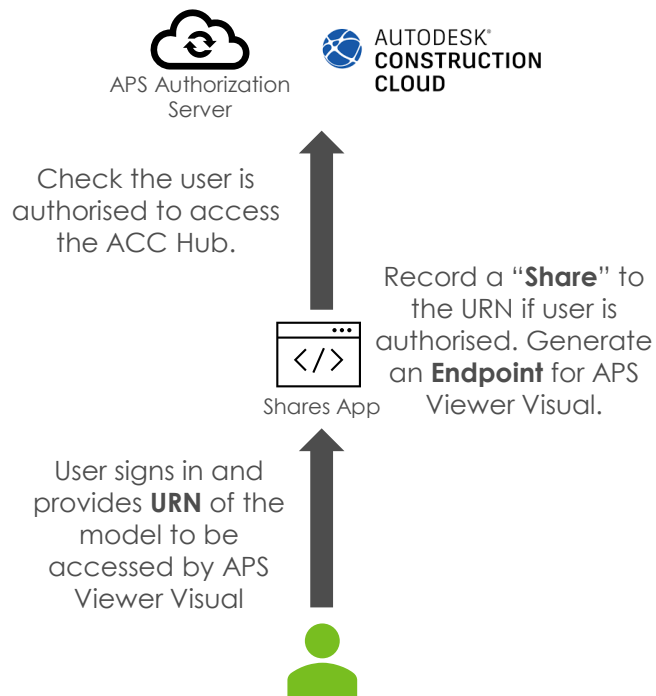 APS Authorization
Server
AUTODESK®
CONSTRUCTION
CLOUD
Check the user is
authorised to access
the ACC Hub.
Record a “Share” to
the URN if user is
authorised. Generate
an Endpoint for APS
Viewer Visual.
</>
Shares App
User signs in and
provides URN of the
model to be
accessed by APS
Viewer Visual